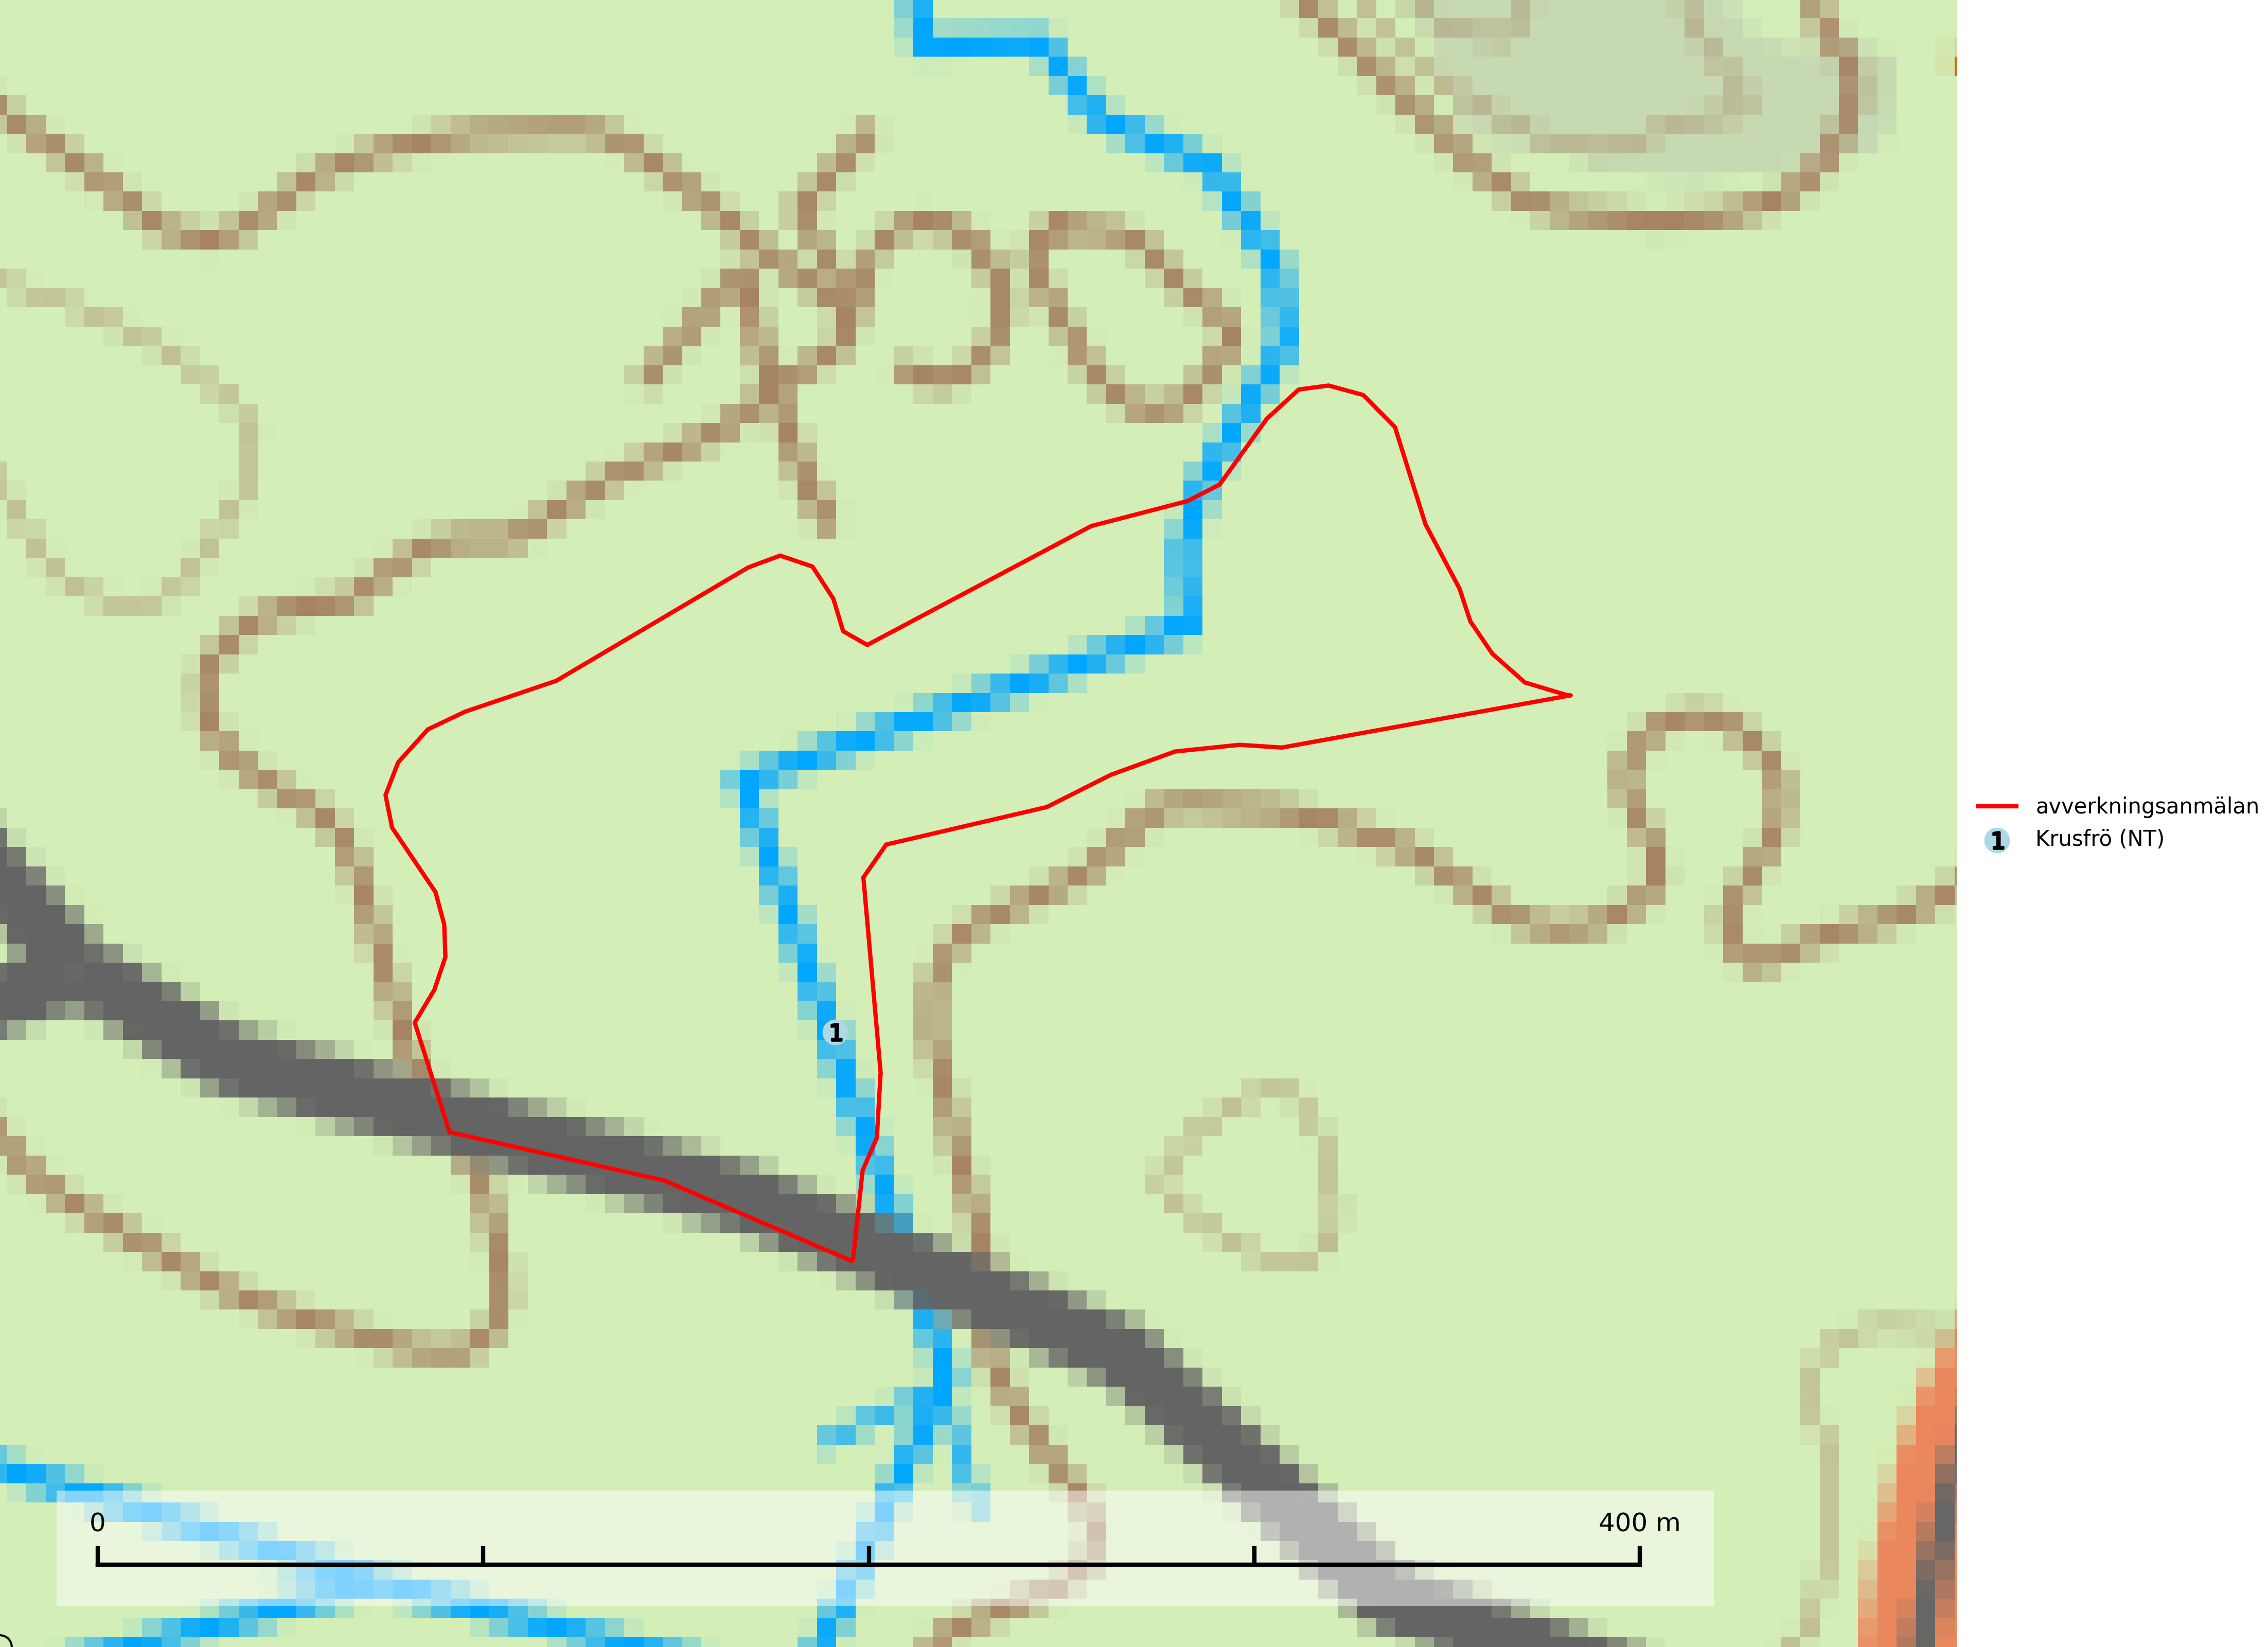 avverkningsanmälan
1 Krusfrö (NT)
1
0 400 m